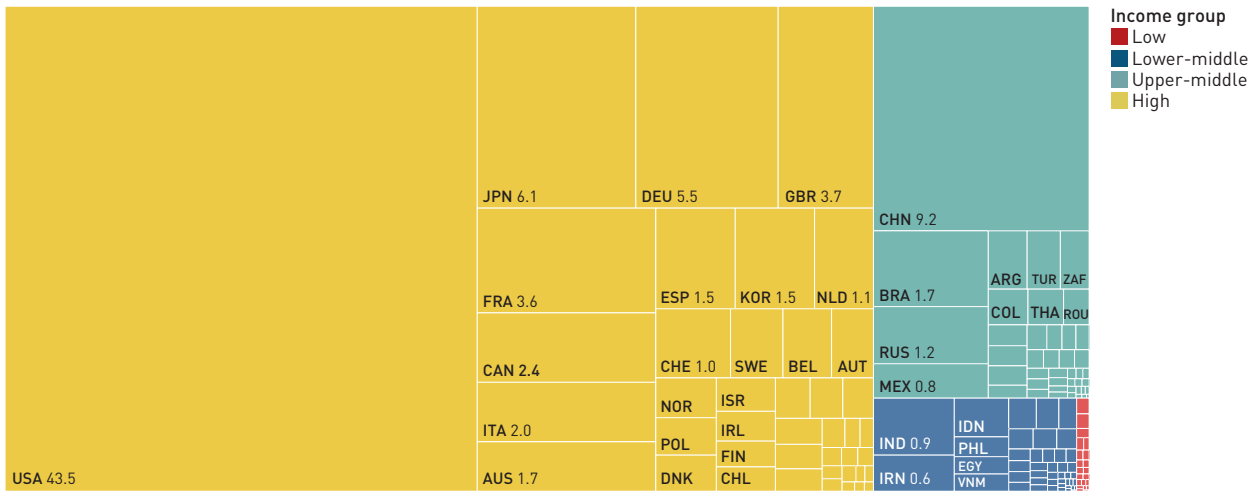 Income group
Low
Lower-middle
Upper-middle
High
USA 43.5
JPN 6.1
DEU 5.5
GBR 3.7
FRA 3.6
CAN 2.4
ITA 2.0
AUS 1.7
ESP 1.5
KOR 1.5
NLD 1.1
CHE 1.0
SWE
BEL
AUT
NOR
POL
DNK
ISR
IRL
FIN
CHL
CHN 9.2
BRA 1.7
RUS 1.2
MEX 0.8
ARG
TUR
ZAF
COL
THA
ROU
IND 0.9
IRN 0.6
IDN
PHL
EGY
VNM